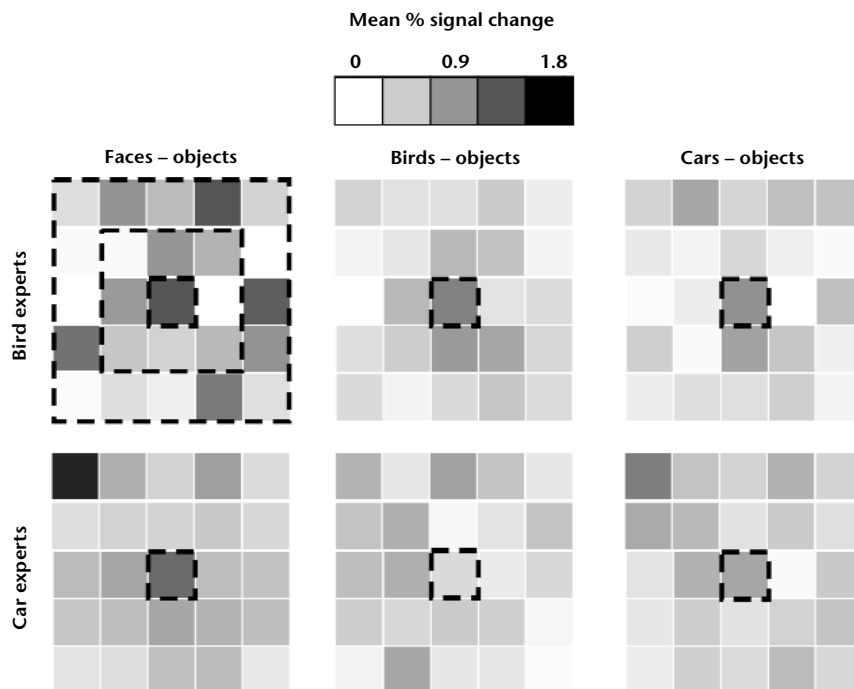 Mean % signal change
0 0.9 1.8
Faces – objects
Birds – objects
Cars – objects
Bird experts
Car experts